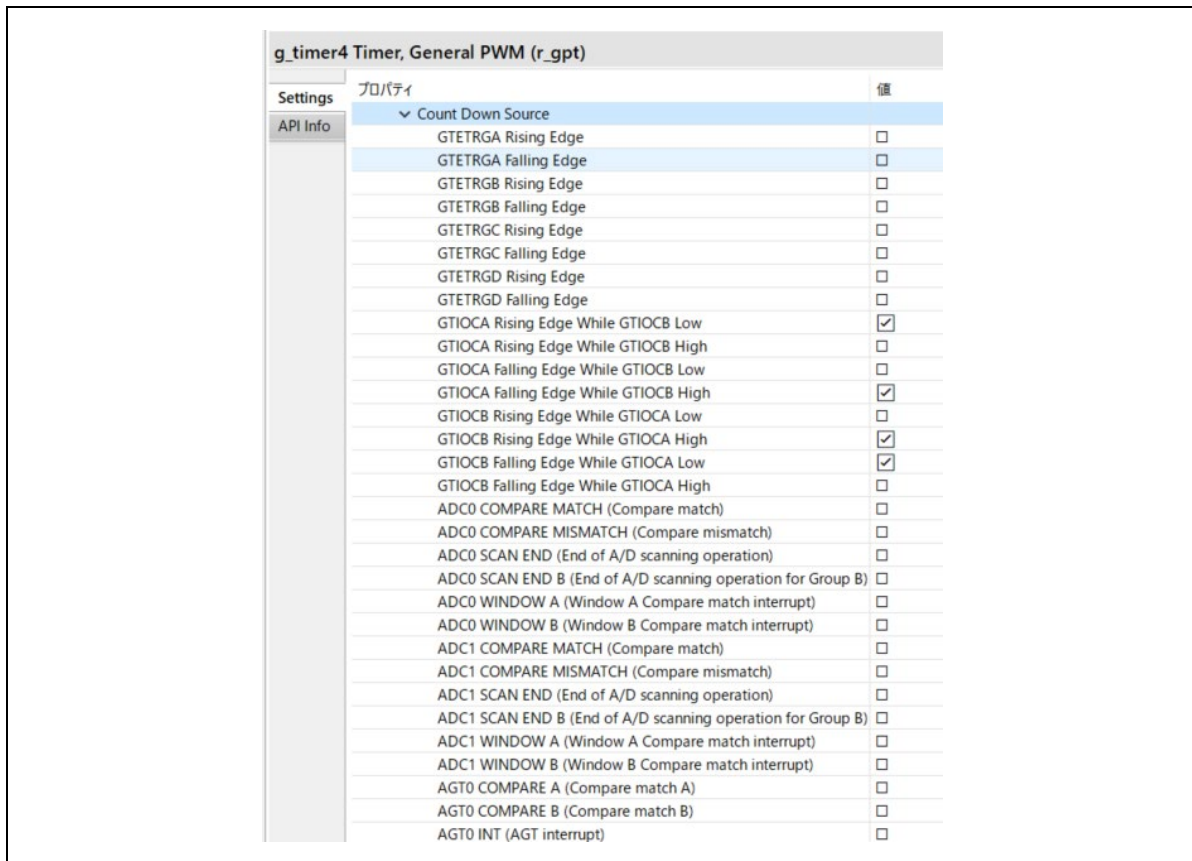 g_timer4 Timer, General PWM (r_gpt)
Settings
API Info
プロパティ 値
Count Down Source
GTETRGA Rising Edge
GTETRGA Falling Edge
GTETRGB Rising Edge
GTETRGB Falling Edge
GTETRGC Rising Edge
GTETRGC Falling Edge
GTETRGD Rising Edge
GTETRGD Falling Edge
GTIOCA Rising Edge While GTIOCB Low
GTIOCA Rising Edge While GTIOCB High
GTIOCA Falling Edge While GTIOCB Low
GTIOCA Falling Edge While GTIOCB High
GTIOCB Rising Edge While GTIOCA Low
GTIOCB Rising Edge While GTIOCA High
GTIOCB Falling Edge While GTIOCA Low
GTIOCB Falling Edge While GTIOCA High
ADC0 COMPARE MATCH (Compare match)
ADC0 COMPARE MISMATCH (Compare mismatch)
ADC0 SCAN END (End of A/D scanning operation)
ADC0 SCAN END B (End of A/D scanning operation for Group B)
ADC0 WINDOW A (Window A Compare match interrupt)
ADC0 WINDOW B (Window B Compare match interrupt)
ADC1 COMPARE MATCH (Compare match)
ADC1 COMPARE MISMATCH (Compare mismatch)
ADC1 SCAN END (End of A/D scanning operation)
ADC1 SCAN END B (End of A/D scanning operation for Group B)
ADC1 WINDOW A (Window A Compare match interrupt)
ADC1 WINDOW B (Window B Compare match interrupt)
AGT0 COMPARE A (Compare match A)
AGT0 COMPARE B (Compare match B)
AGT0 INT (AGT interrupt)